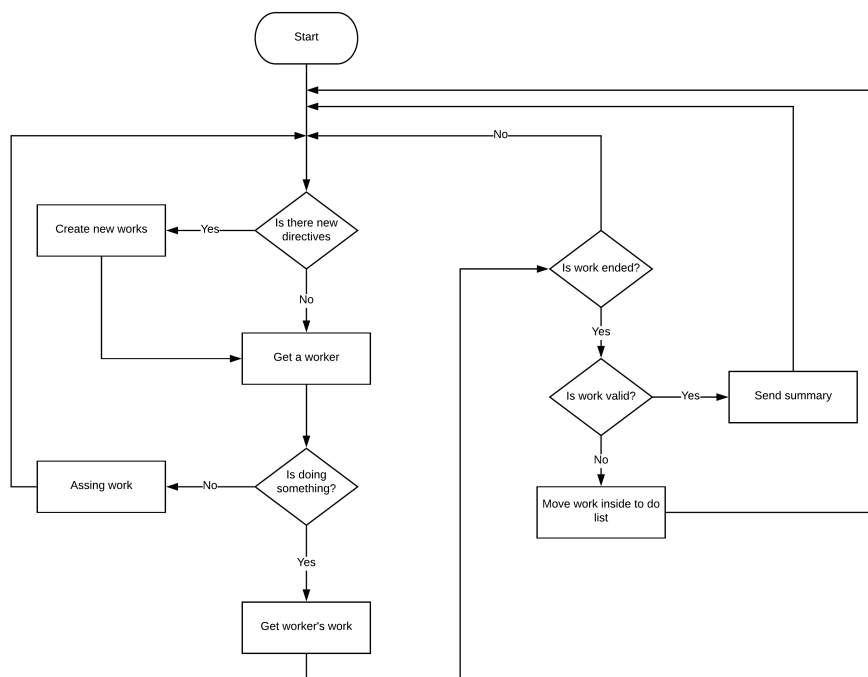 Start
No
Is there new
directives
Yes
Create new works
Is work ended?
No
Yes
Get a worker
Is work valid?
Yes
Send summary
Is doing
something?
No
Assing work
No
Move work inside to do
list
Yes
Get worker's work